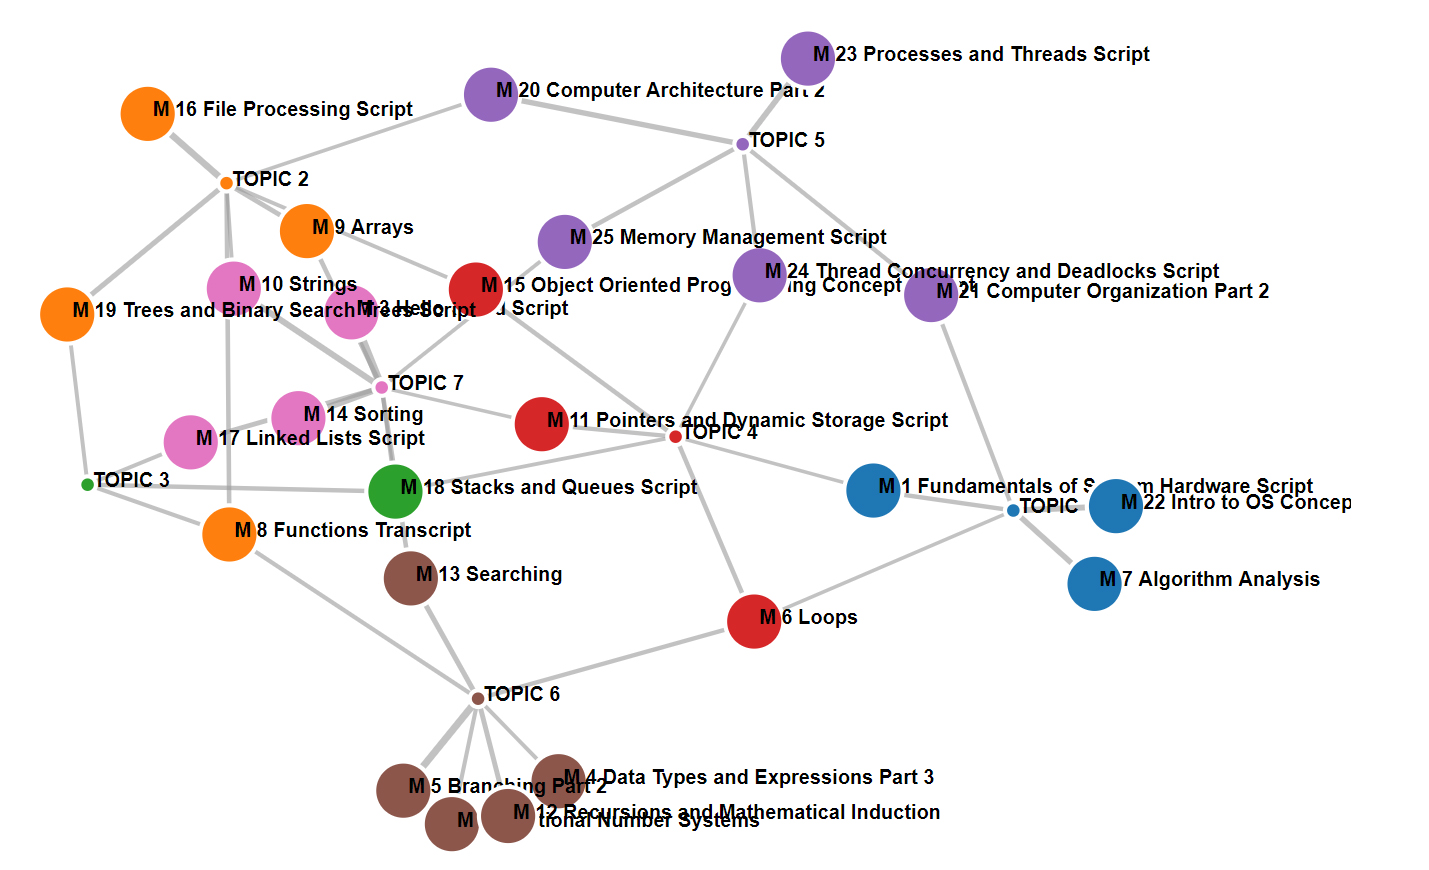 M 23 Processes and Threads Script
M 20 Computer Architecture Part 2
M 16 File Processing Script
TOPIC 5
TOPIC 2
M 9 Arrays
M 25 Memory Management Script
M 24 Thread Concurrency and Deadlocks Script
M 10 Strings
M 15 Object Oriented Prog ing Concept
M 21 Computer Organization Part 2
M 19 Trees and Binary Search Trees Script
M 3 Hello d Script
TOPIC 7
M 14 Sorting
M 11 Pointers and Dynamic Storage Script
TOPIC 4
M 17 Linked Lists Script
TOPIC 3
M 18 Stacks and Queues Script
M 1 Fundamentals of S m Hardware Script
M 22 Intro to OS Concep
TOPIC
M 8 Functions Transcript
M 13 Searching
M 7 Algorithm Analysis
M 6 Loops
TOPIC 6
M 4 Data Types and Expressions Part 3
M 5 Branching Part 2
M 12 Recursions and Mathematical Induction
M tional Number Systems